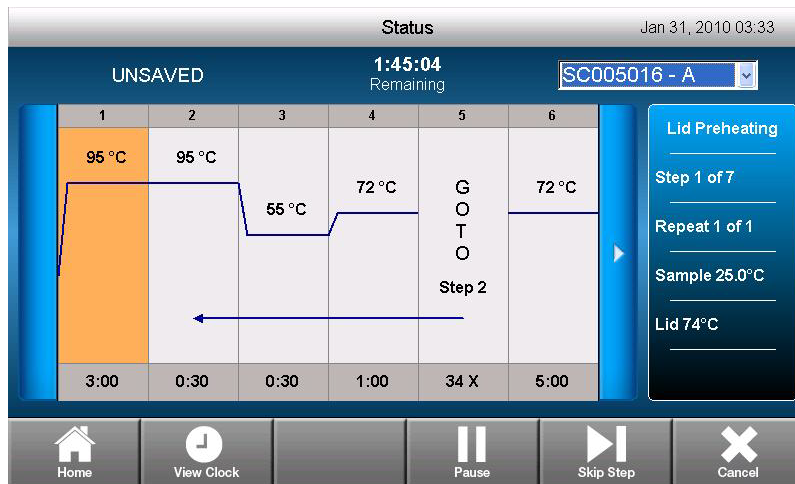 Status
Jan 31, 2010 03:33
UNSAVED
1:45:04
Remaining
SC005016 - A
1 2 3 4 5 6
95 °C 95 °C 55 °C 72 °C 72 °C
G
O
T
O
Step 2
3:00 0:30 0:30 1:00 34 X 5:00
Lid Preheating
Step 1 of 7
Repeat 1 of 1
Sample 25.0°C
Lid 74°C
Home View Clock Pause Skip Step Cancel